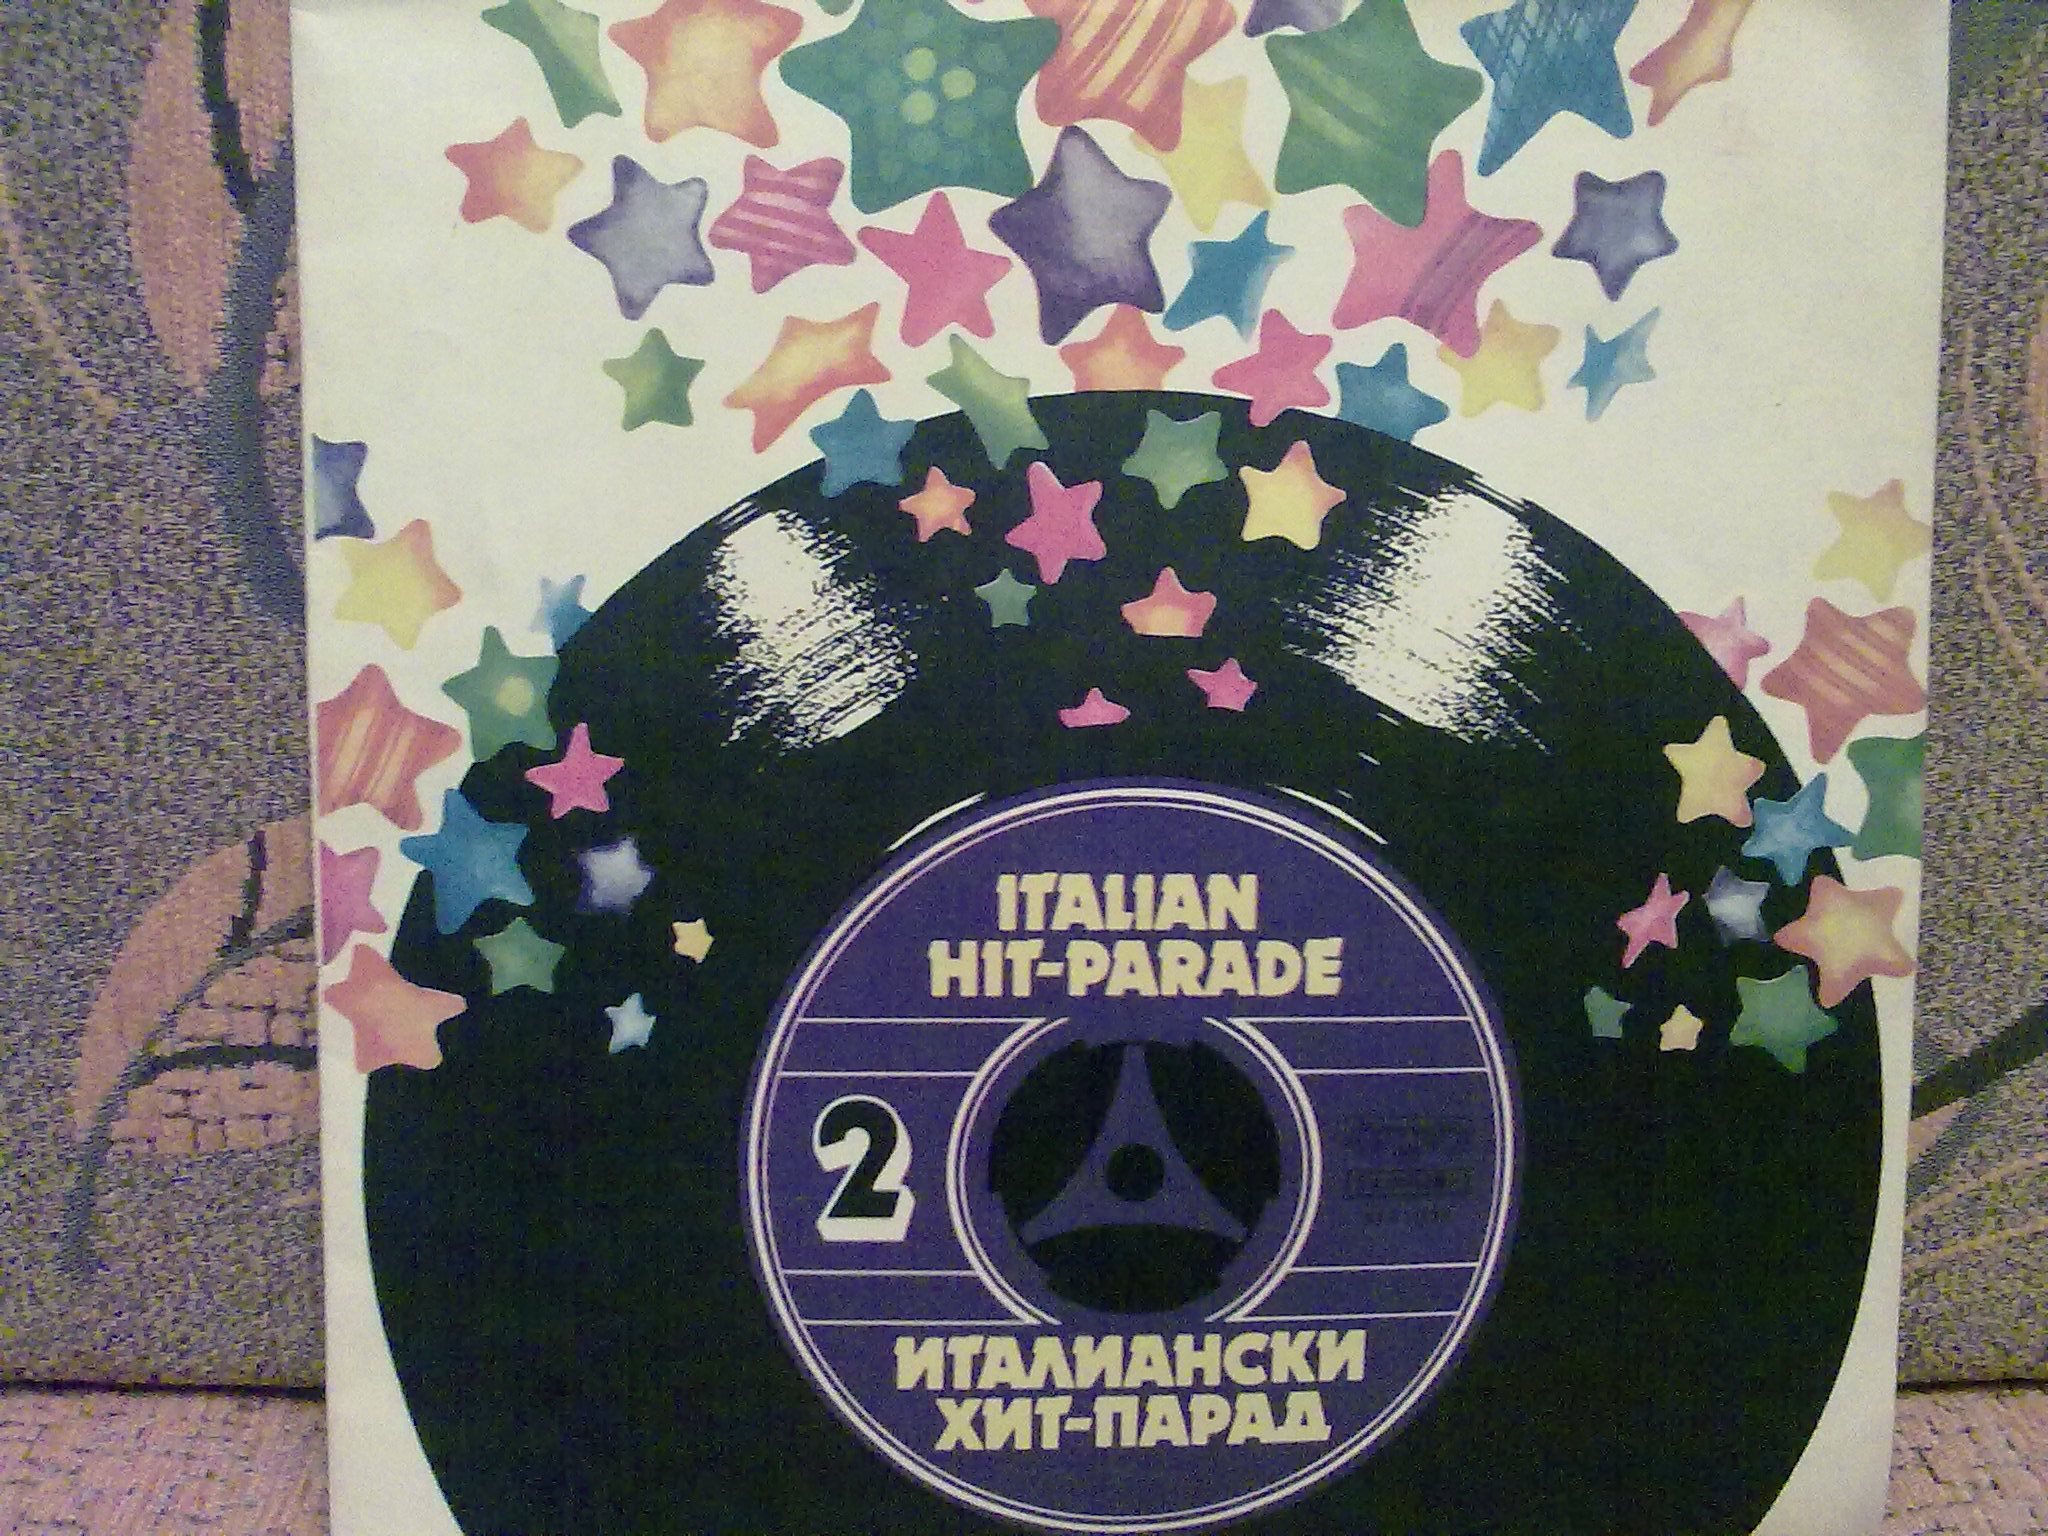 ITALIAN
HIT-PARADE
2
ИТАЛИАНСКИ
ХИТ-ПАРАД